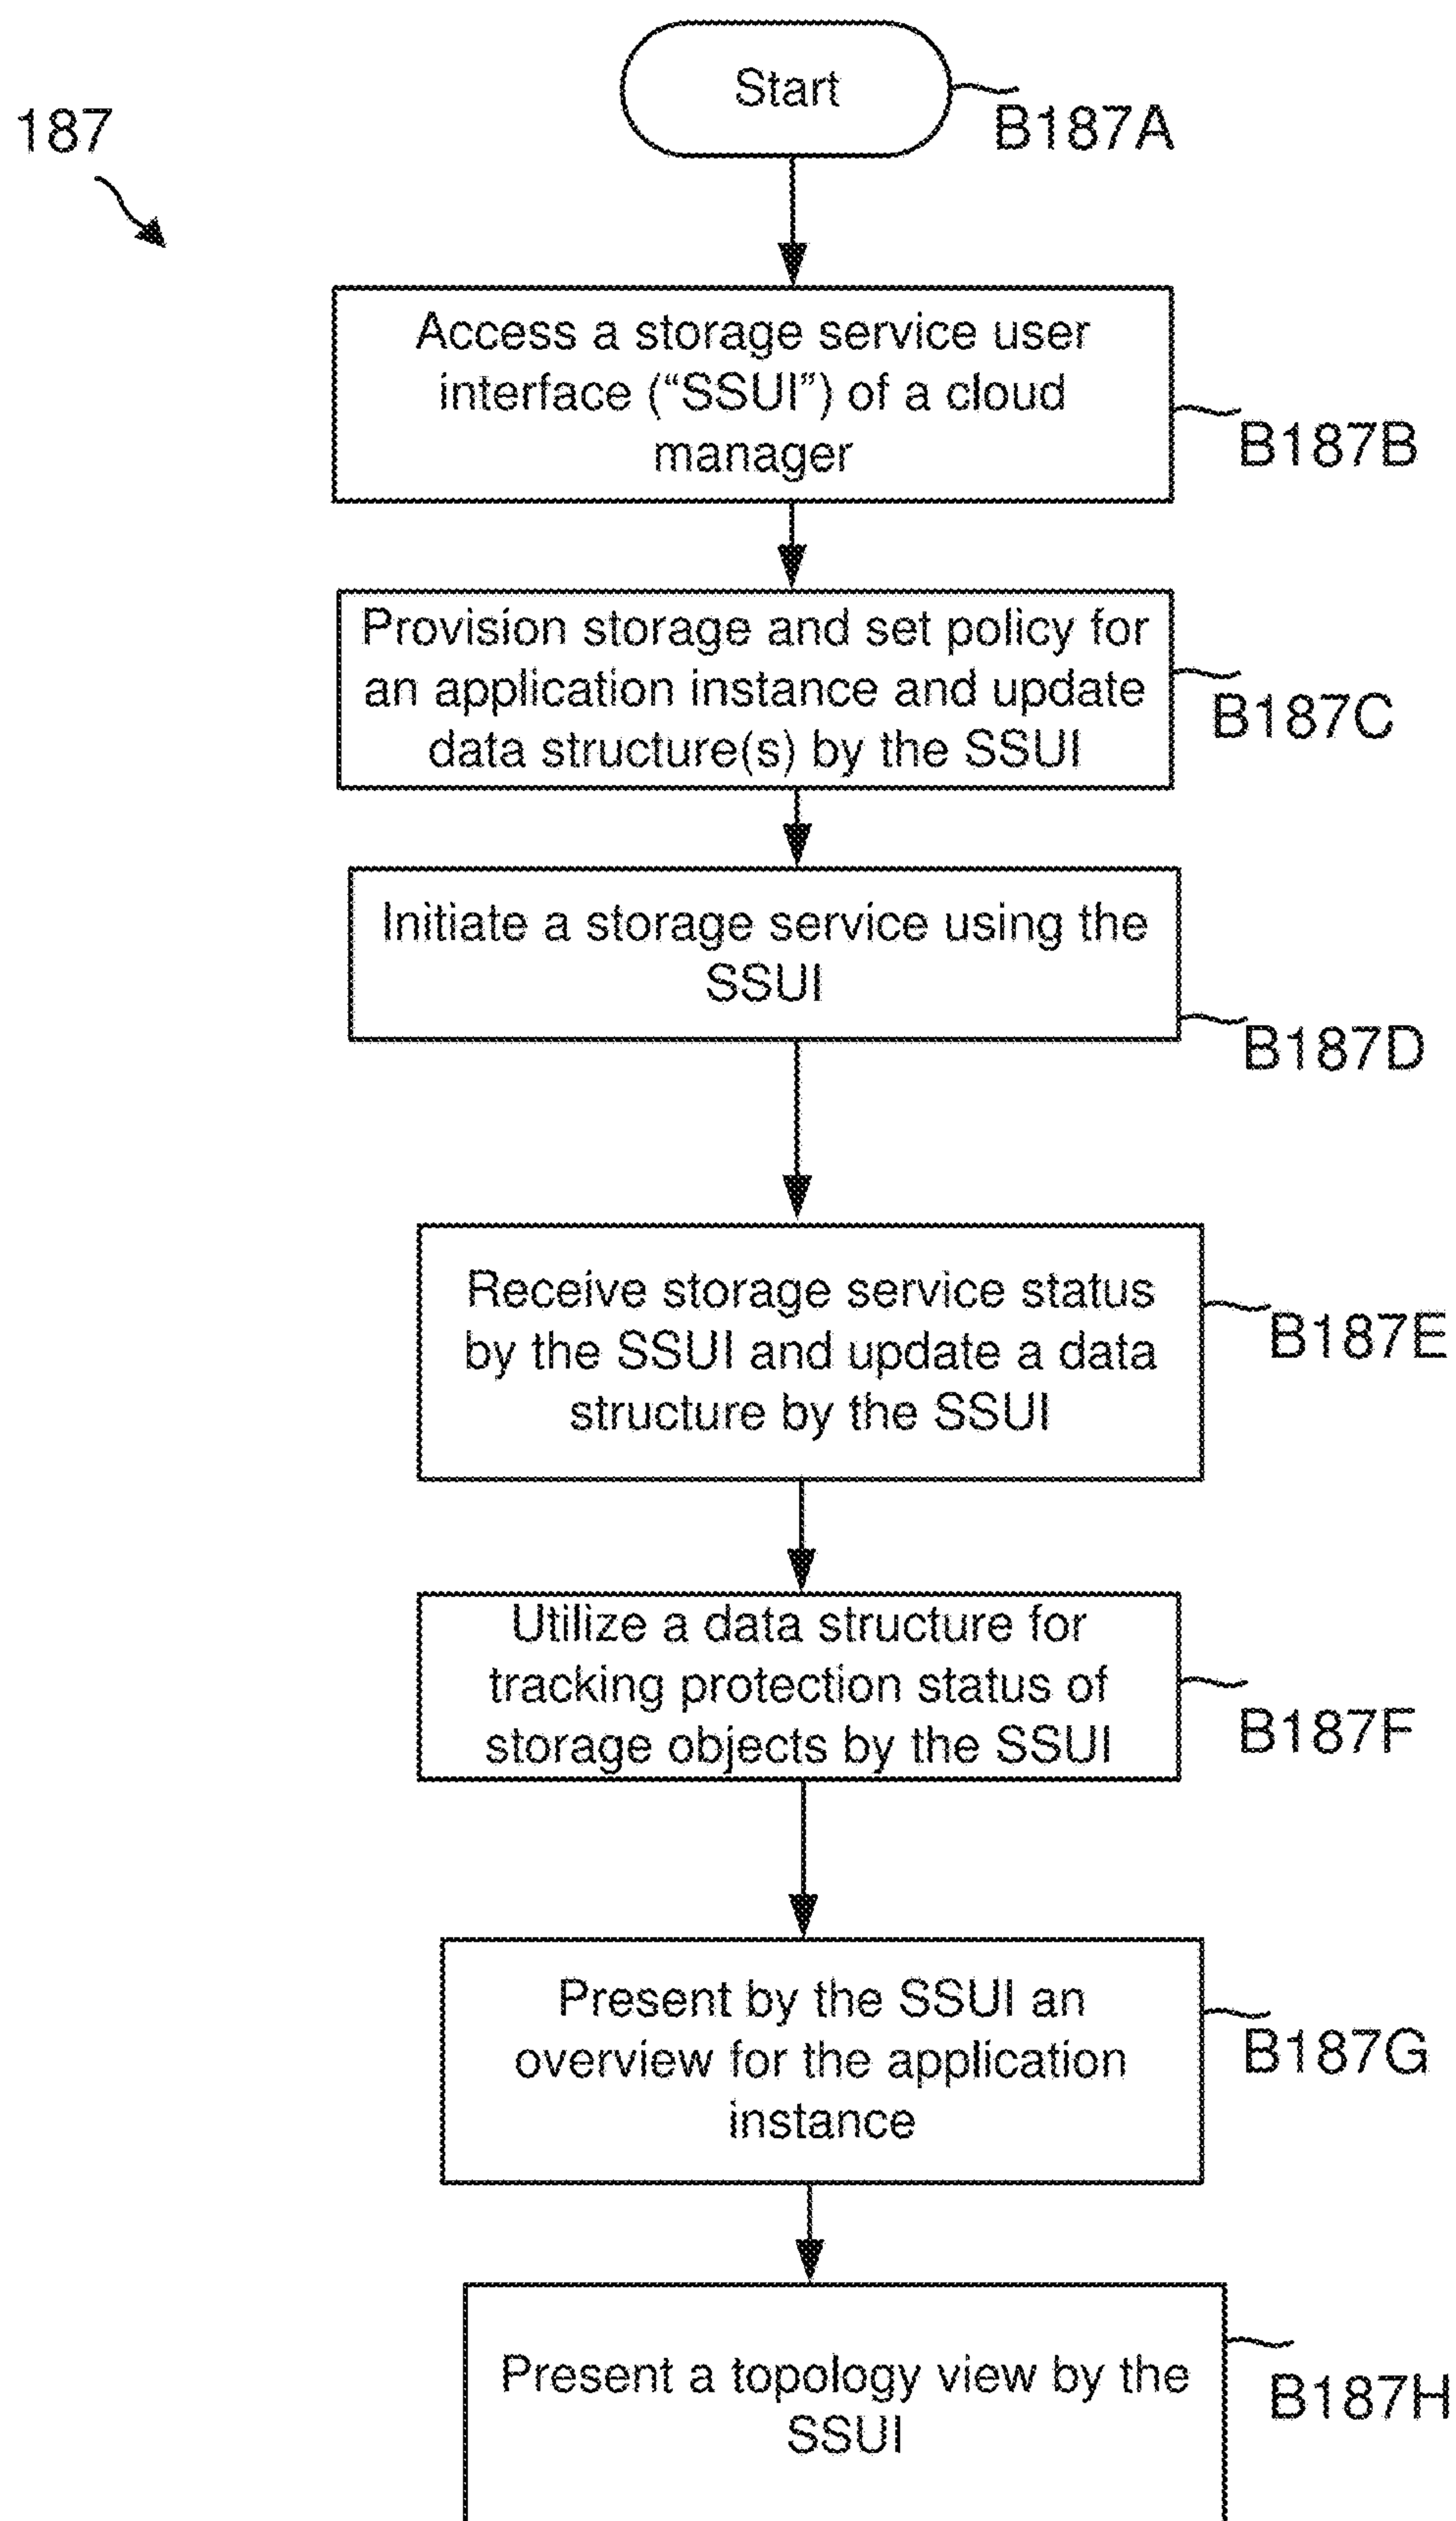 187
Start
B187A
Access a storage service user
interface (“SSUI”) of a cloud
manager
B187B
Provision storage and set policy for
an application instance and update
data structure(s) by the SSUI
B187C
Initiate a storage service using the
SSUI
B187D
Receive storage service status
by the SSUI and update a data
structure by the SSUI
B187E
Utilize a data structure for
tracking protection status of
storage objects by the SSUI
B187F
Present by the SSUI an
overview for the application
instance
B187G
Present a topology view by the
SSUI
B187H